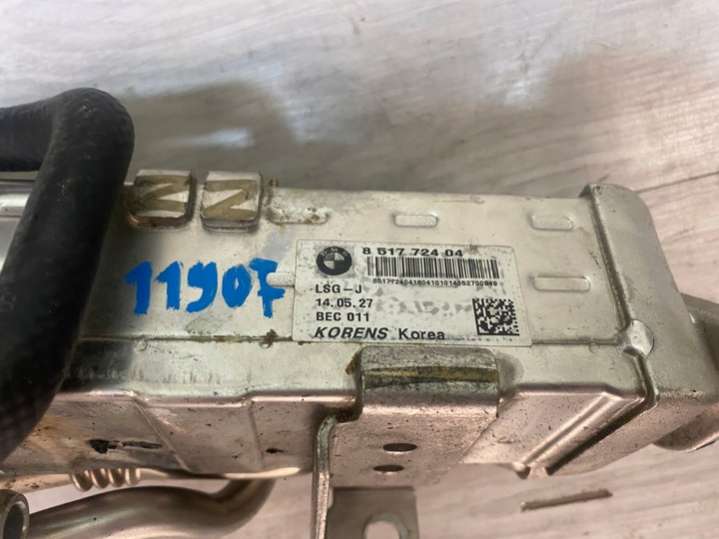 11907
8 517 724 04
LSG-J
14.05.27
BEC 011
KORENS Korea